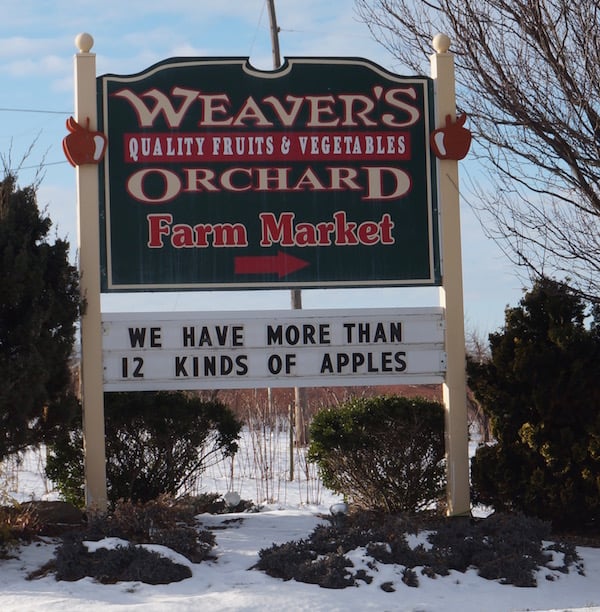 WEAVER'S
QUALITY FRUITS & VEGETABLES
ORCHARD
Farm Market
WE HAVE MORE THAN
12 KINDS OF APPLES